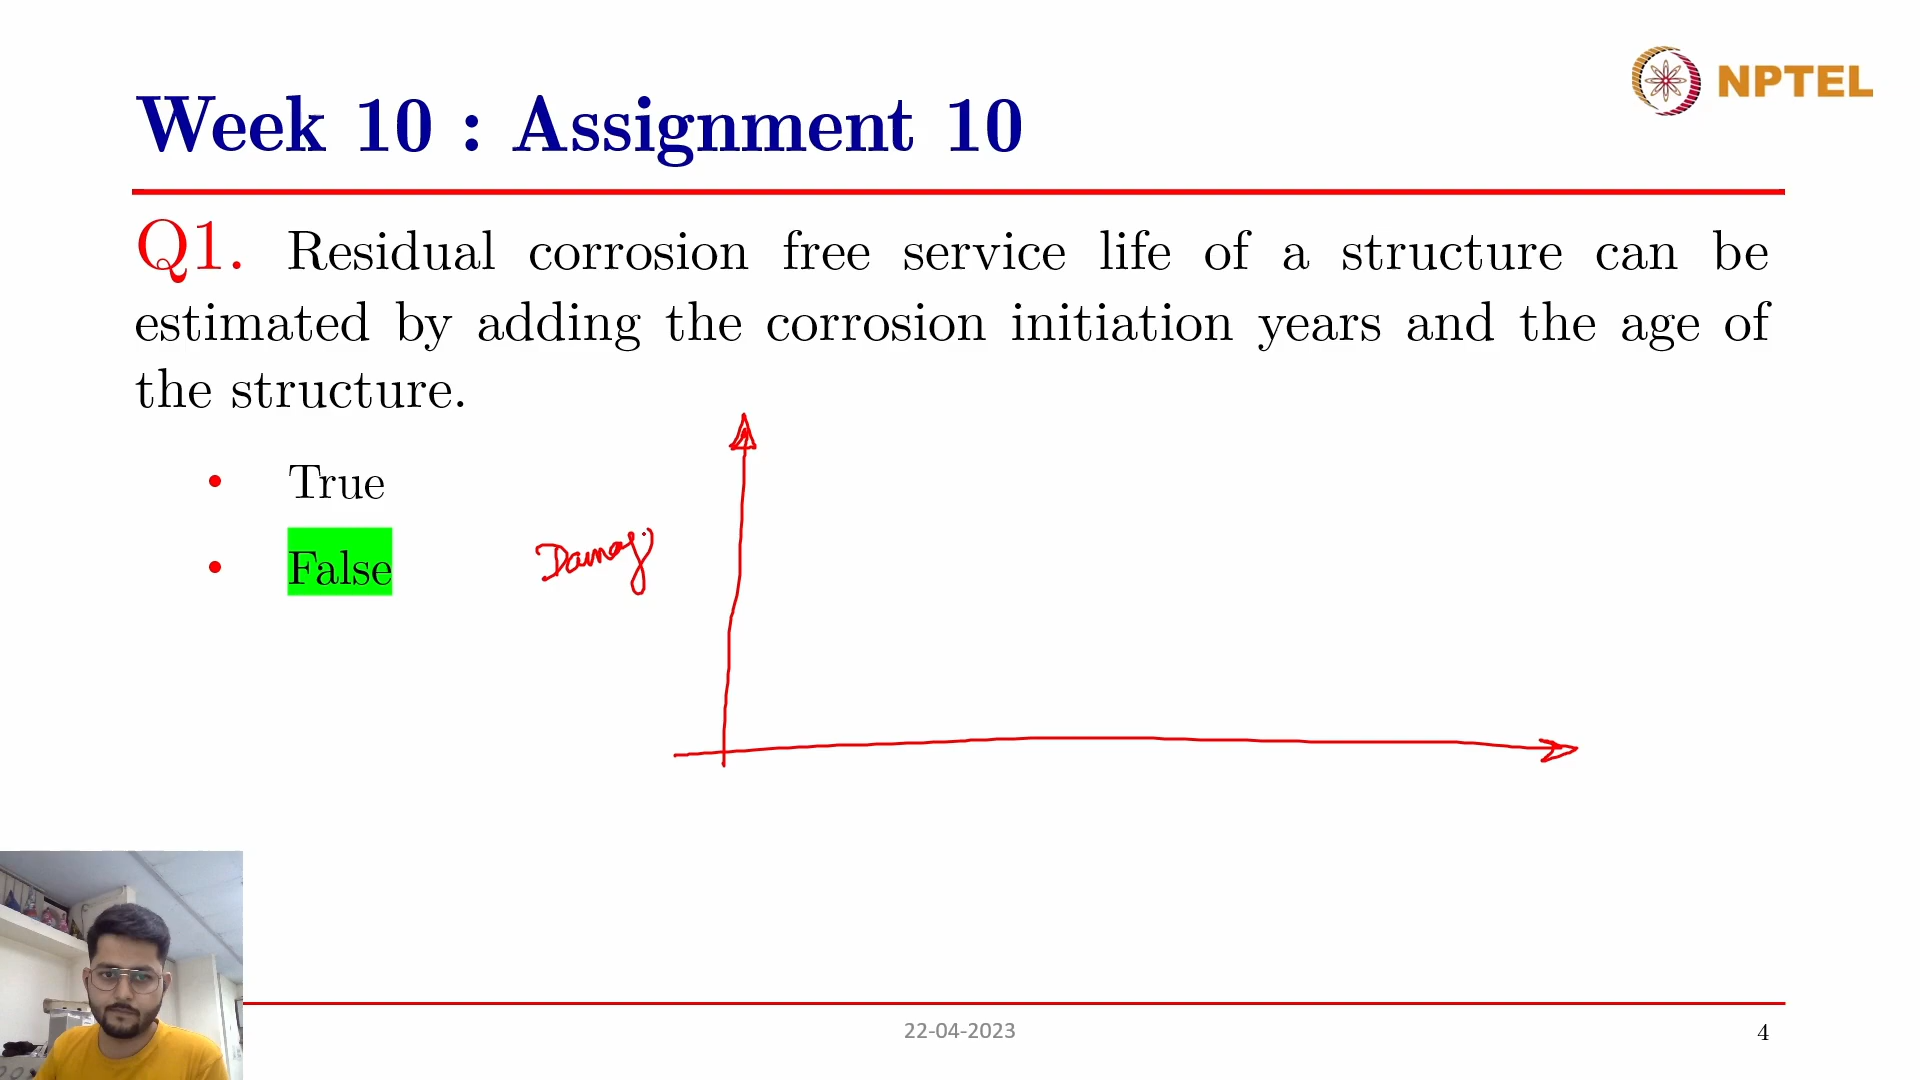 NPTEL
Week 10 : Assignment 10
Q1. Residual corrosion free service life of a structure can be
estimated by adding the corrosion initiation years and the age of
the structure.
• True
• False
22-04-2023
4